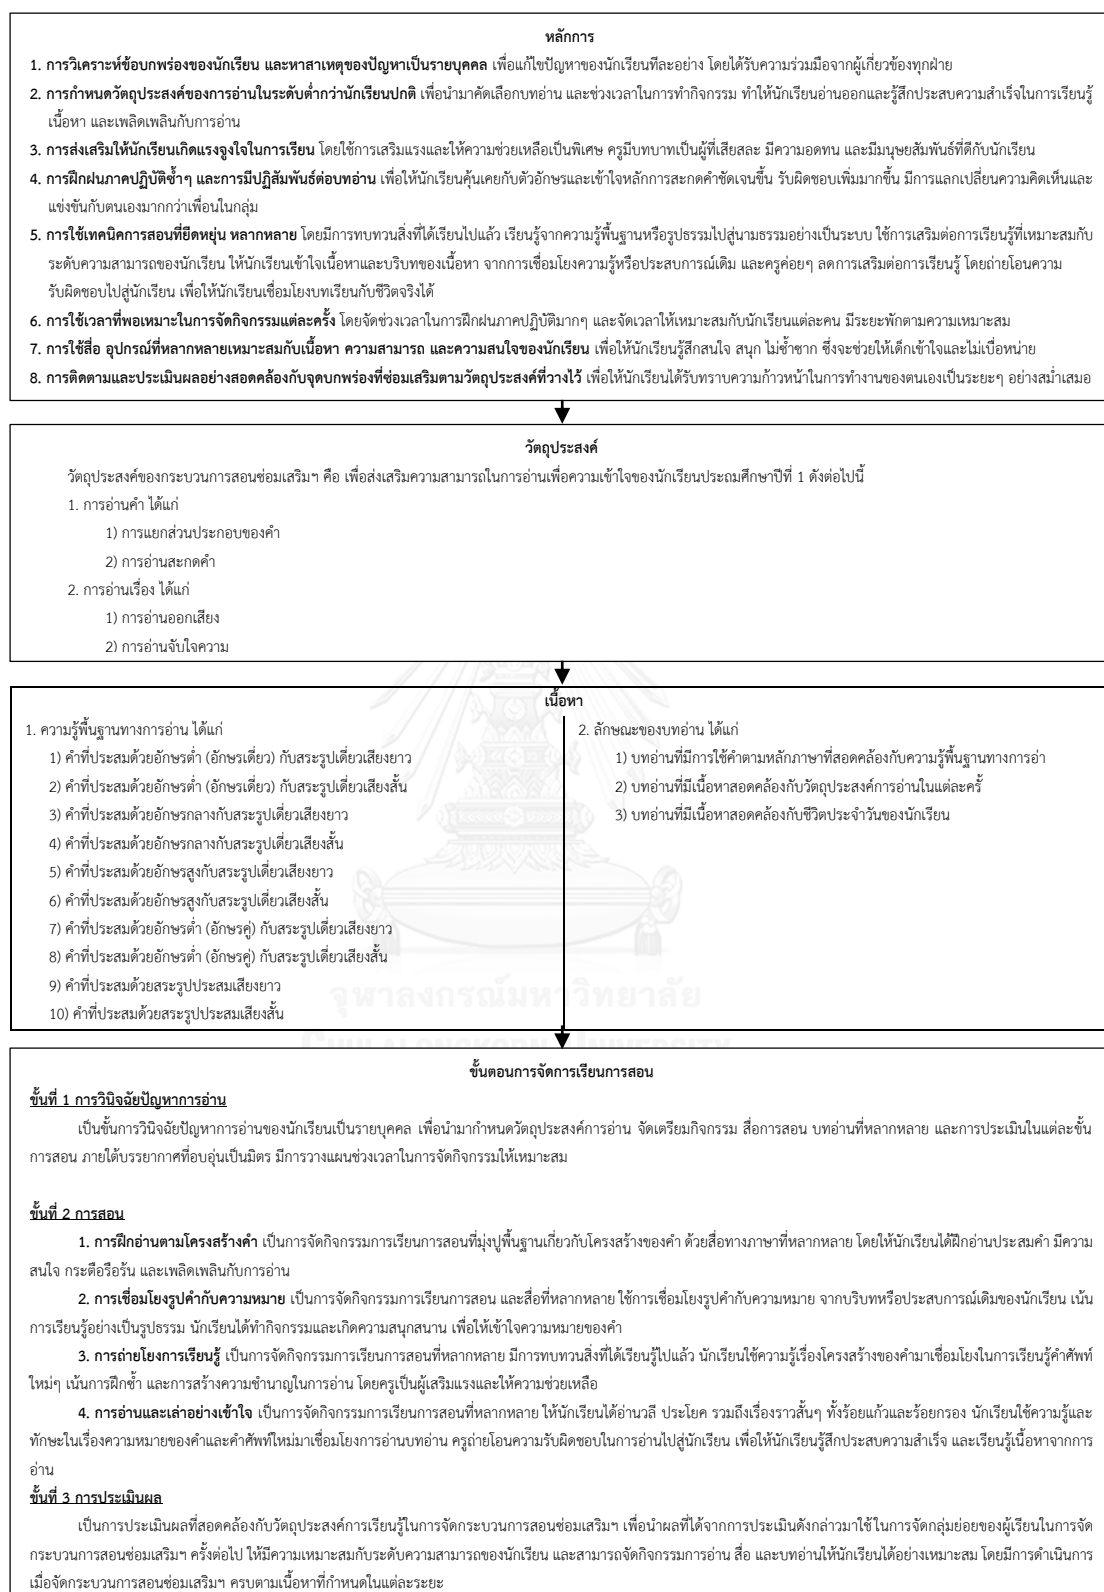 หลักการ
1. การวิเคราะห์ข้อบกพร่องของนักเรียน และหาสาเหตุของปัญหาเป็นรายบุคคล เพื่อแก้ไขปัญหาของนักเรียนทีละอย่าง โดยได้รับความร่วมมือจากผู้เกี่ยวข้องทุกฝ่าย
2. การกำหนดวัตถุประสงค์ของการอ่านในระดับต่ำกว่านักเรียนปกติ เพื่อนำมาคัดเลือกบทอ่าน และช่วงเวลาในการทำกิจกรรม ทำให้นักเรียนอ่านออกและรู้สึกประสบความสำเร็จในการเรียนรู้
เนื้อหา และเพลิดเพลินกับการอ่าน
3. การส่งเสริมให้นักเรียนเกิดแรงจูงใจในการเรียน โดยใช้การเสริมแรงและให้ความช่วยเหลือเป็นพิเศษ ครูมีบทบาทเป็นผู้ที่เสียสละ มีความอดทน และมีมนุษยสัมพันธ์ที่ดีกับนักเรียน
4. การฝึกฝนภาคปฏิบัติซ้ำๆ และการมีปฏิสัมพันธ์ต่อบทอ่าน เพื่อให้นักเรียนคุ้นเคยกับตัวอักษรและเข้าใจหลักการสะกดคำชัดเจนขึ้น รับผิดชอบเพิ่มมากขึ้น มีการแลกเปลี่ยนความคิดเห็นและ
แข่งขันกับตนเองมากกว่าเพื่อนในกลุ่ม
5. การใช้เทคนิคการสอนที่ยืดหยุ่น หลากหลาย โดยมีการทบทวนสิ่งที่ได้เรียนไปแล้ว เรียนรู้จากความรู้พื้นฐานหรือรูปธรรมไปสู่นามธรรมอย่างเป็นระบบ ใช้การเสริมต่อการเรียนรู้ที่เหมาะสมกับ
ระดับความสามารถของนักเรียน ให้นักเรียนเข้าใจเนื้อหาและบริบทของเนื้อหา จากการเชื่อมโยงความรู้หรือประสบการณ์เดิม และครูค่อยๆ ลดการเสริมต่อการเรียนรู้ โดยถ่ายโอนความ
รับผิดชอบไปสู่นักเรียน เพื่อให้นักเรียนเชื่อมโยงบทเรียนกับชีวิตจริงได้
6. การใช้เวลาที่พอเหมาะในการจัดกิจกรรมแต่ละครั้ง โดยจัดช่วงเวลาในการฝึกฝนภาคปฏิบัติมากๆ และจัดเวลาให้เหมาะสมกับนักเรียนแต่ละคน มีระยะพักตามความเหมาะสม
7. การใช้สื่อ อุปกรณ์ที่หลากหลายเหมาะสมกับเนื้อหา ความสามารถ และความสนใจของนักเรียน เพื่อให้นักเรียนรู้สึกสนใจ สนุก ไม่ซ้ำซาก ซึ่งจะช่วยให้เด็กเข้าใจและไม่เบื่อหน่าย
8. การติดตามและประเมินผลอย่างสอดคล้องกับจุดบกพร่องที่ซ่อมเสริมตามวัตถุประสงค์ที่วางไว้ เพื่อให้นักเรียนได้รับทราบความก้าวหน้าในการทำงานของตนเองเป็นระยะๆ อย่างสม่ำเสมอ
วัตถุประสงค์
วัตถุประสงค์ของกระบวนการสอนซ่อมเสริมฯ คือ เพื่อส่งเสริมความสามารถในการอ่านเพื่อความเข้าใจของนักเรียนประถมศึกษาปีที่ 1 ดังต่อไปนี้
1. การอ่านคำ ได้แก่
1) การแยกส่วนประกอบของคำ
2) การอ่านสะกดคำ
2. การอ่านเรื่อง ได้แก่
1) การอ่านออกเสียง
2) การอ่านจับใจความ
เนื้อหา
1. ความรู้พื้นฐานทางการอ่าน ได้แก่
1) คำที่ประสมด้วยอักษรต่ำ (อักษรเดี่ยว) กับสระรูปเดี่ยวเสียงยาว
2) คำที่ประสมด้วยอักษรต่ำ (อักษรเดี่ยว) กับสระรูปเดี่ยวเสียงสั้น
3) คำที่ประสมด้วยอักษรกลางกับสระรูปเดี่ยวเสียงยาว
4) คำที่ประสมด้วยอักษรกลางกับสระรูปเดี่ยวเสียงสั้น
5) คำที่ประสมด้วยอักษรสูงกับสระรูปเดี่ยวเสียงยาว
6) คำที่ประสมด้วยอักษรสูงกับสระรูปเดี่ยวเสียงสั้น
7) คำที่ประสมด้วยอักษรต่ำ (อักษรคู่) กับสระรูปเดี่ยวเสียงยาว
8) คำที่ประสมด้วยอักษรต่ำ (อักษรคู่) กับสระรูปเดี่ยวเสียงสั้น
9) คำที่ประสมด้วยสระรูปประสมเสียงยาว
10) คำที่ประสมด้วยสระรูปประสมเสียงสั้น
2. ลักษณะของบทอ่าน ได้แก่
1) บทอ่านที่มีการใช้คำตามหลักภาษาที่สอดคล้องกับความรู้พื้นฐานทางการอ่า
2) บทอ่านที่มีเนื้อหาสอดคล้องกับวัตถุประสงค์การอ่านในแต่ละครั้
3) บทอ่านที่มีเนื้อหาสอดคล้องกับชีวิตประจำวันของนักเรียน
จุฬาลงกรณ์มหาวิทยาลัย
CHULALONGKORN UNIVERSITY
ขั้นตอนการจัดการเรียนการสอน
ขั้นที่ 1 การวินิจฉัยปัญหาการอ่าน
เป็นขั้นการวินิจฉัยปัญหาการอ่านของนักเรียนเป็นรายบุคคล เพื่อนำมากำหนดวัตถุประสงค์การอ่าน จัดเตรียมกิจกรรม สื่อการสอน บทอ่านที่หลากหลาย และการประเมินในแต่ละขั้น
การสอน ภายใต้บรรยากาศที่อบอุ่นเป็นมิตร มีการวางแผนช่วงเวลาในการจัดกิจกรรมให้เหมาะสม
ขั้นที่ 2 การสอน
1. การฝึกอ่านตามโครงสร้างคำ เป็นการจัดกิจกรรมการเรียนการสอนที่มุ่งปูพื้นฐานเกี่ยวกับโครงสร้างของคำ ด้วยสื่อทางภาษาที่หลากหลาย โดยให้นักเรียนได้ฝึกอ่านประสมคำ มีความ
สนใจ กระตือรือร้น และเพลิดเพลินกับการอ่าน
2. การเชื่อมโยงรูปคำกับความหมาย เป็นการจัดกิจกรรมการเรียนการสอน และสื่อที่หลากหลาย ใช้การเชื่อมโยงรูปคำกับความหมาย จากบริบทหรือประสบการณ์เดิมของนักเรียน เน้น
การเรียนรู้อย่างเป็นรูปธรรม นักเรียนได้ทำกิจกรรมและเกิดความสนุกสนาน เพื่อให้เข้าใจความหมายของคำ
3. การถ่ายโยงการเรียนรู้ เป็นการจัดกิจกรรมการเรียนการสอนที่หลากหลาย มีการทบทวนสิ่งที่ได้เรียนรู้ไปแล้ว นักเรียนใช้ความรู้เรื่องโครงสร้างของคำมาเชื่อมโยงในการเรียนรู้คำศัพท์
ใหม่ๆ เน้นการฝึกซ้ำ และการสร้างความชำนาญในการอ่าน โดยครูเป็นผู้เสริมแรงและให้ความช่วยเหลือ
4. การอ่านและเล่าอย่างเข้าใจ เป็นการจัดกิจกรรมการเรียนการสอนที่หลากหลาย ให้นักเรียนได้อ่านวลี ประโยค รวมถึงเรื่องราวสั้นๆ ทั้งร้อยแก้วและร้อยกรอง นักเรียนใช้ความรู้และ
ทักษะในเรื่องความหมายของคำและคำศัพท์ใหม่มาเชื่อมโยงการอ่านบทอ่าน ครูถ่ายโอนความรับผิดชอบในการอ่านไปสู่นักเรียน เพื่อให้นักเรียนรู้สึกประสบความสำเร็จ และเรียนรู้เนื้อหาจากการ
อ่าน
ขั้นที่ 3 การประเมินผล
เป็นการประเมินผลที่สอดคล้องกับวัตถุประสงค์การเรียนรู้ในการจัดกระบวนการสอนซ่อมเสริมฯ เพื่อนำผลที่ได้จากการประเมินดังกล่าวมาใช้ในการจัดกลุ่มย่อยของผู้เรียนในการจัด
กระบวนการสอนซ่อมเสริมฯ ครั้งต่อไป ให้มีความเหมาะสมกับระดับความสามารถของนักเรียน และสามารถจัดกิจกรรมการอ่าน สื่อ และบทอ่านให้นักเรียนได้อย่างเหมาะสม โดยมีการดำเนินการ
เมื่อจัดกระบวนการสอนซ่อมเสริมฯ ครบตามเนื้อหาที่กำหนดในแต่ละระยะ